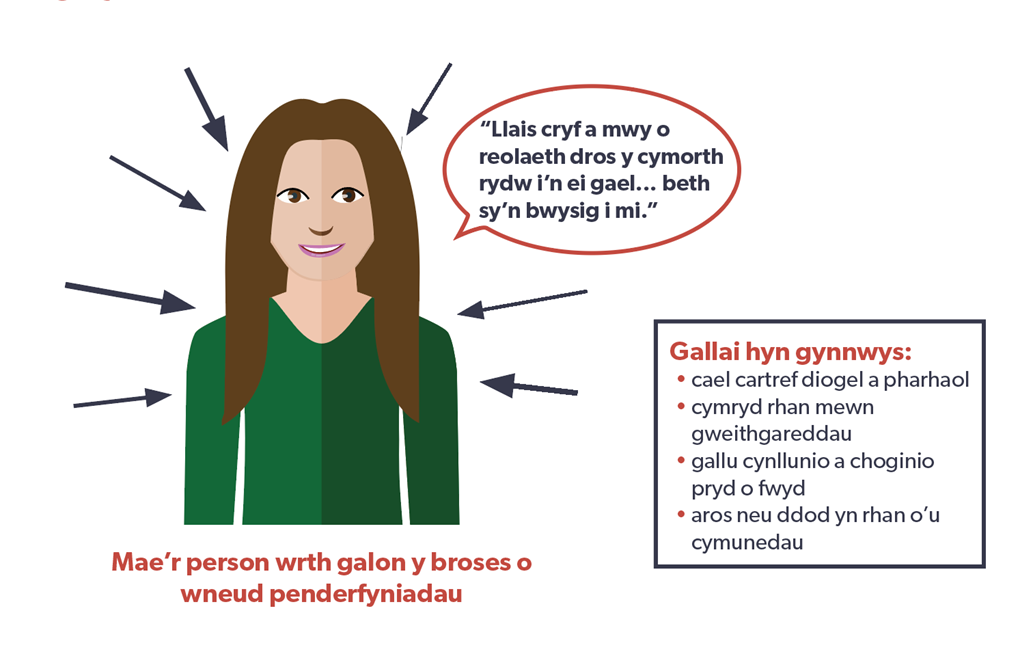 "Llais cryf a mwy o
reolaeth dros y cymorth
rydw i'n ei gael... beth
sy'n bwysig i mi."
Gallai hyn gynnwys:
• cael cartref diogel a pharhaol
• cymryd rhan mewn
gweithgareddau
• gallu cynllunio a choginio
pryd o fwyd
• aros neu ddod yn rhan o'u
cymunedau
Mae'r person wrth galon y broses o
wneud penderfyniadau